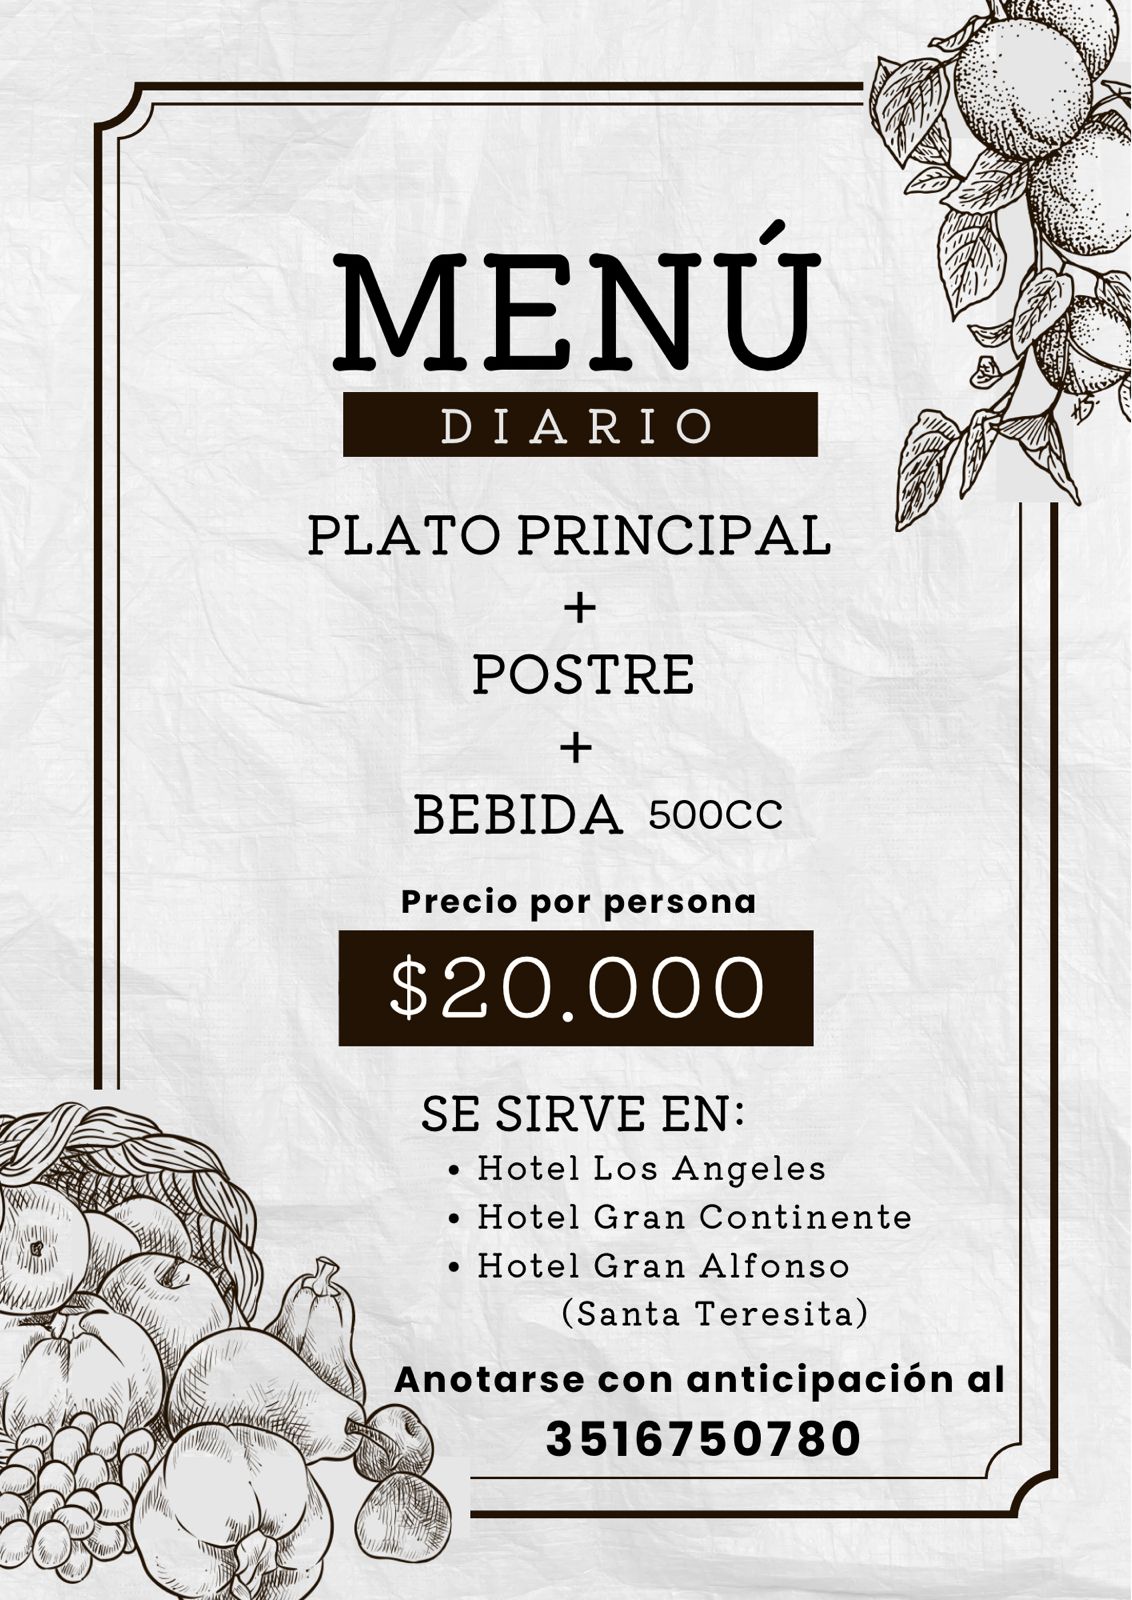 MENÚ
DIARIO
PLATO PRINCIPAL
+
POSTRE
+
BEBIDA 500CC
Precio por persona
$20.000
SE SIRVE EN:
• Hotel Los Angeles
• Hotel Gran Continente
• Hotel Gran Alfonso
(Santa Teresita)
Anotarse con anticipación al
3516750780